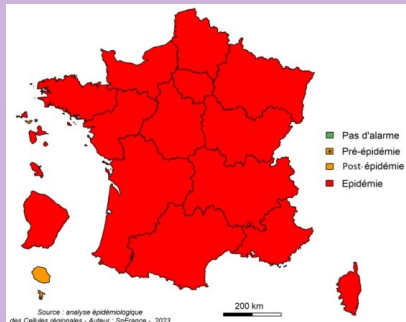 Pas d'alarme
Pré-épidémie
Post-épidémie
Epidémie
200 km
Source : analyse épidémiologique
des Cellules régionales - Auteur : SpFrance - 2023